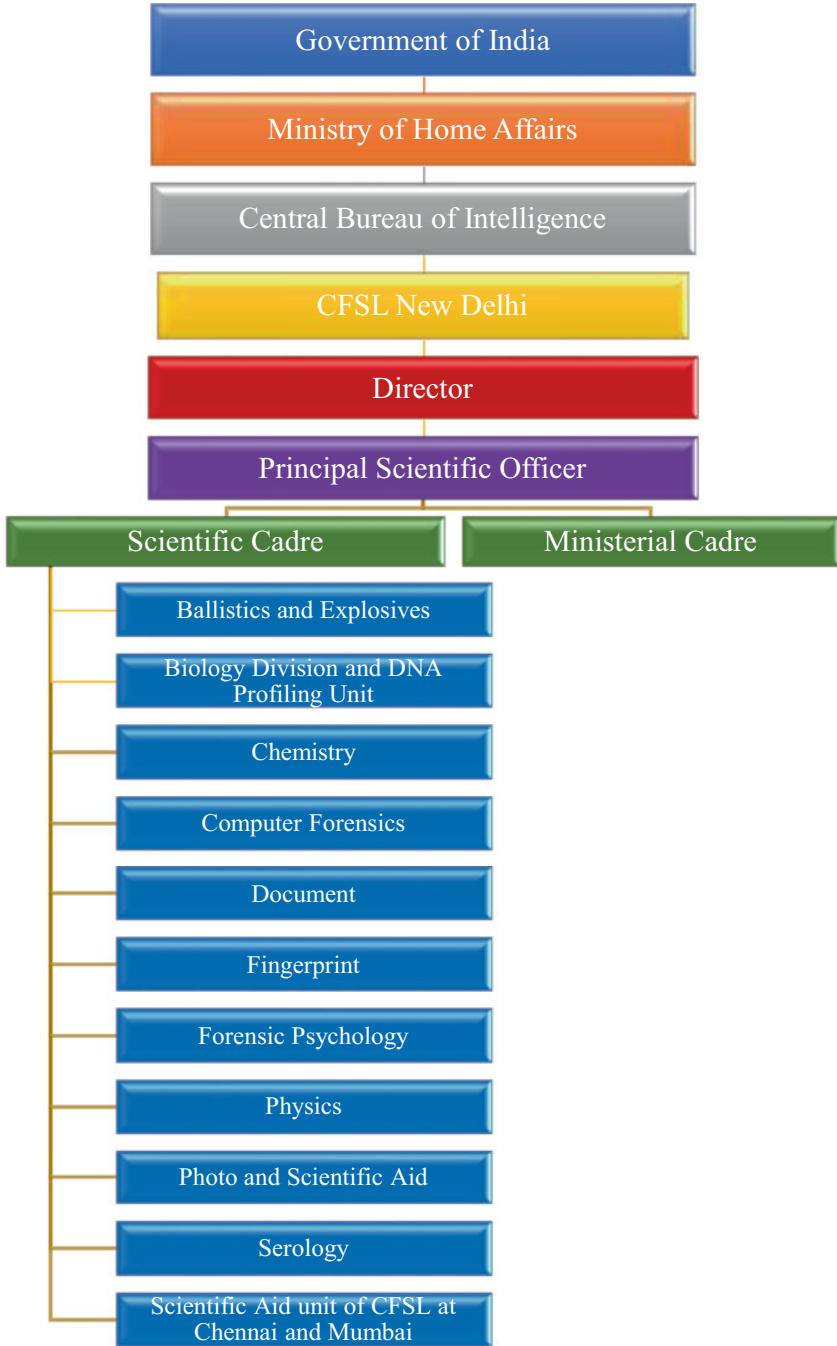 Government of India
Ministry of Home Affairs
Central Bureau of Intelligence
CFSL New Delhi
Director
Principal Scientific Officer
Scientific Cadre
Ministerial Cadre
Ballistics and Explosives
Biology Division and DNA
Profiling Unit
Chemistry
Computer Forensics
Document
Fingerprint
Forensic Psychology
Physics
Photo and Scientific Aid
Serology
Scientific Aid unit of CFSL at
Chennai and Mumbai